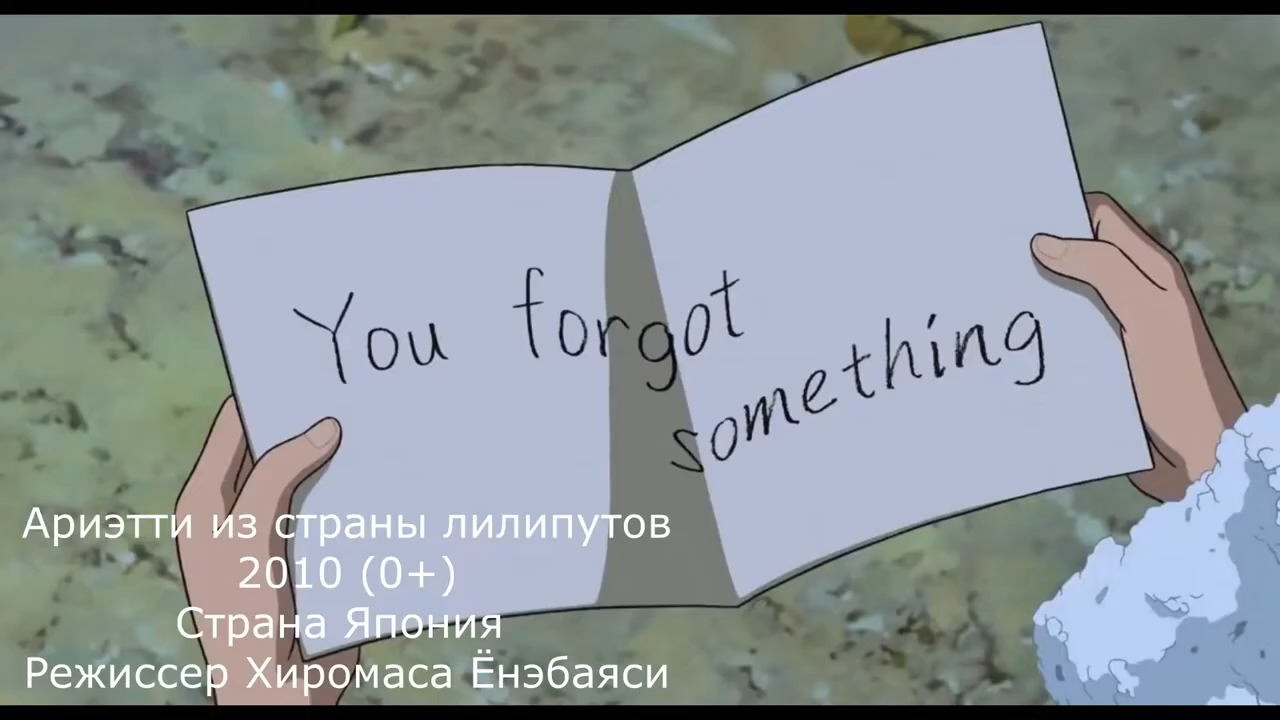 You forgot
something
Ариэтти из страны лилипутов
2010 (0+)
Страна Япония
Режиссер Хиромаса Ёнэбаяси